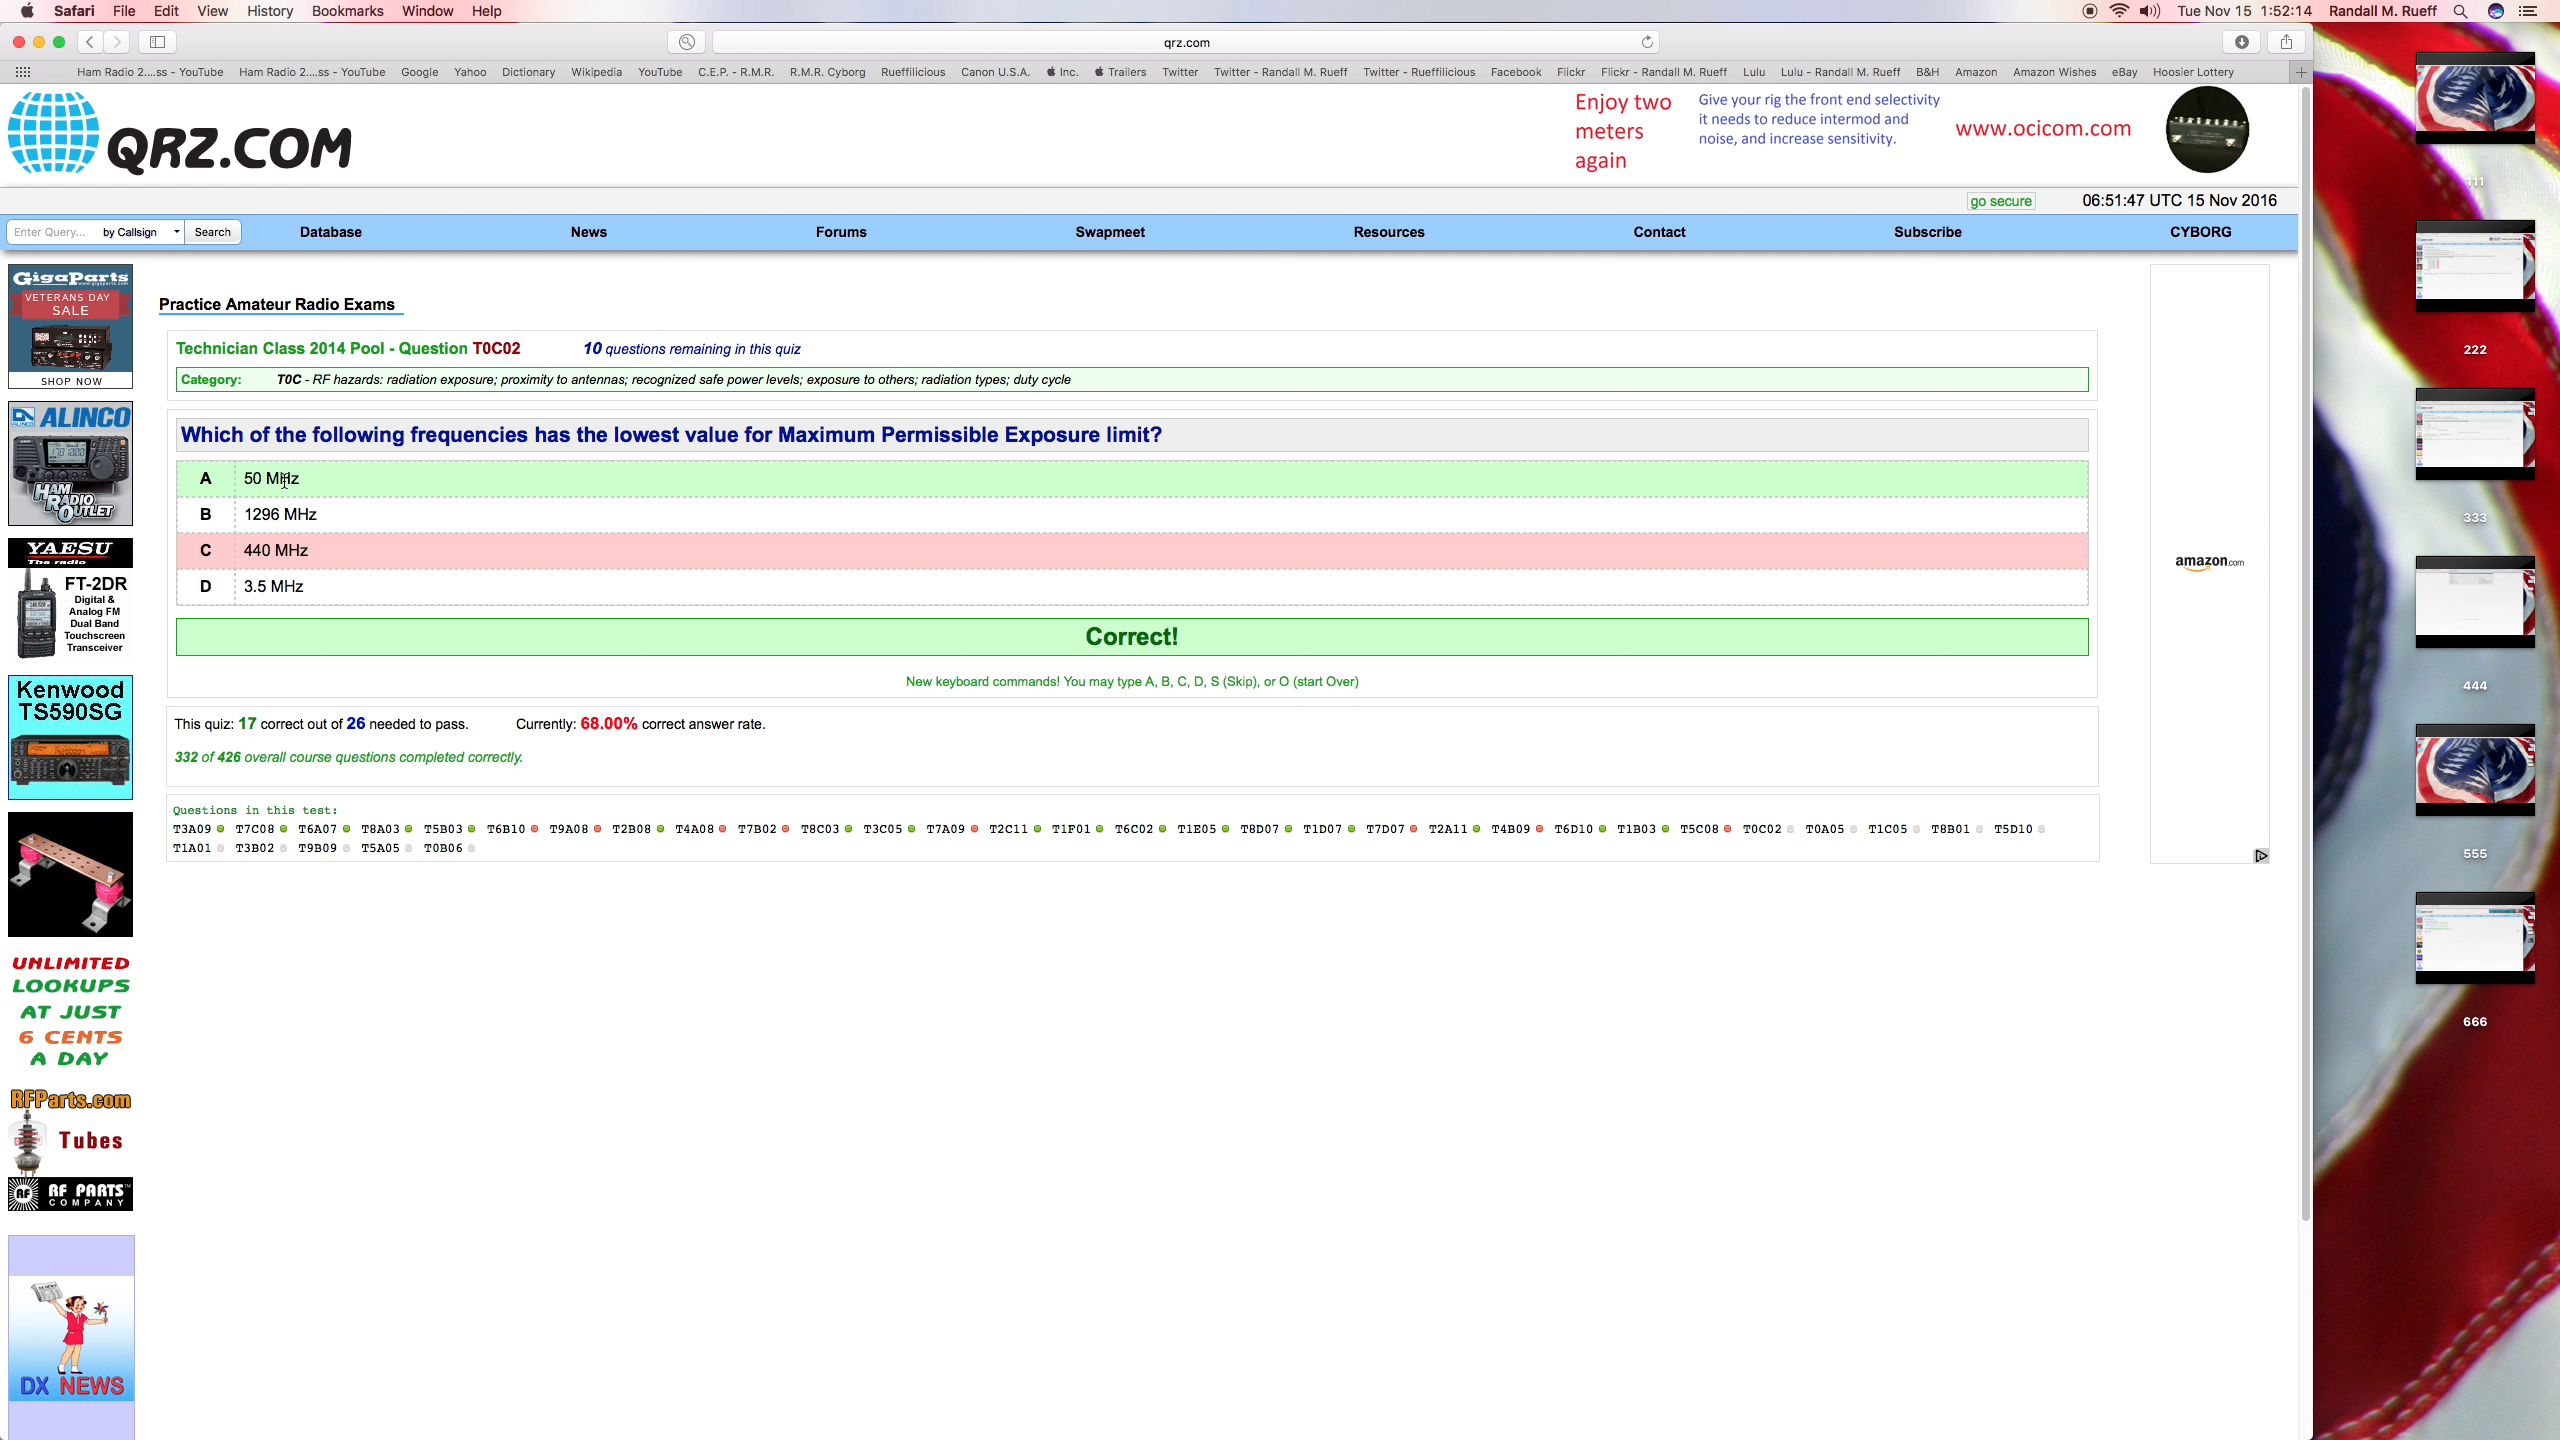 Safari File Edit View History Bookmarks Window Help
Tue Nov 15 1:52:14 Randall M. Rueff
qrz.com
Ham Radio 2....ss - YouTube Ham Radio 2....ss - YouTube Google Yahoo Dictionary Wikipedia YouTube C.E.P. - R.M.R. R.M.R. Cyborg Rueffilicious Canon U.S.A. Inc. Trailers Twitter Twitter - Randall M. Rueff Twitter - Rueffilicious Facebook Flickr Flickr - Randall M. Rueff Lulu Lulu - Randall M. Rueff B&H Amazon Amazon Wishes eBay Hoosier Lottery
QRZ.COM
Enjoy two
meters
again
Give your rig the front end selectivity
it needs to reduce intermod and
noise, and increase sensitivity.
www.ocicom.com
go secure 06:51:47 UTC 15 Nov 2016
Enter Query... by Callsign Search Database News Forums Swapmeet Resources Contact Subscribe CYBORG
GigaParts
www.gigaparts.com
VETERANS DAY
SALE
SHOP NOW
ALINCO
HAM
RADIO
OUTLET
YAESU
The radio
FT-2DR
Digital &
Analog FM
Dual Band
Touchscreen
Transceiver
Kenwood
TS590SG
UNLIMITED
LOOKUPS
AT JUST
6 CENTS
A DAY
RFParts.com
Tubes
RF PARTS
COMPANY
DX NEWS
Practice Amateur Radio Exams
Technician Class 2014 Pool - Question T0C02 10 questions remaining in this quiz
Category: T0C - RF hazards: radiation exposure; proximity to antennas; recognized safe power levels; exposure to others; radiation types; duty cycle
Which of the following frequencies has the lowest value for Maximum Permissible Exposure limit?
A 50 MHz
B 1296 MHz
C 440 MHz
D 3.5 MHz
Correct!
New keyboard commands! You may type A, B, C, D, S (Skip), or O (start Over)
This quiz: 17 correct out of 26 needed to pass. Currently: 68.00% correct answer rate.
332 of 426 overall course questions completed correctly.
Questions in this test:
T3A09 T7C08 T6A07 T8A03 T5B03 T6B10 T9A08 T2B08 T4A08 T7B02 T8C03 T3C05 T7A09 T2C11 T1F01 T6C02 T1E05 T8D07 T1D07 T7D07 T2A11 T4B09 T6D10 T1B03 T5C08 T0C02 T0A05 T1C05 T8B01 T5D10
T1A01 T3B02 T9B09 T5A05 T0B06
amazon.com
111
222
333
444
555
666